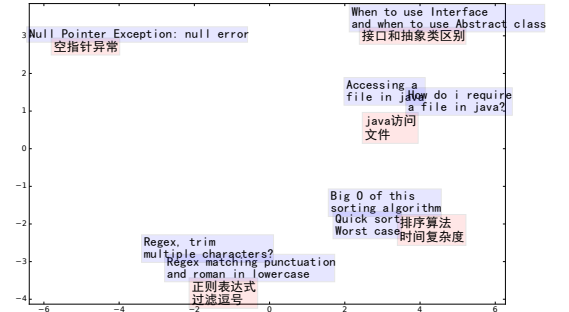 When to use Interface
and when to use Abstract class
接口和抽象类区别
Null Pointer Exception: null error
空指针异常
Accessing a
file in java
How do i require
a file in java?
java访问
文件
Big O of this
sorting algorithm
Quick sort
Worst case
排序算法
时间复杂度
Regex, trim
multiple characters?
Regex matching punctuation
and roman in lowercase
正则表达式
过滤逗号
3
2
1
0
−1
−2
−3
−4
−6
−4
−2
0
2
4
6